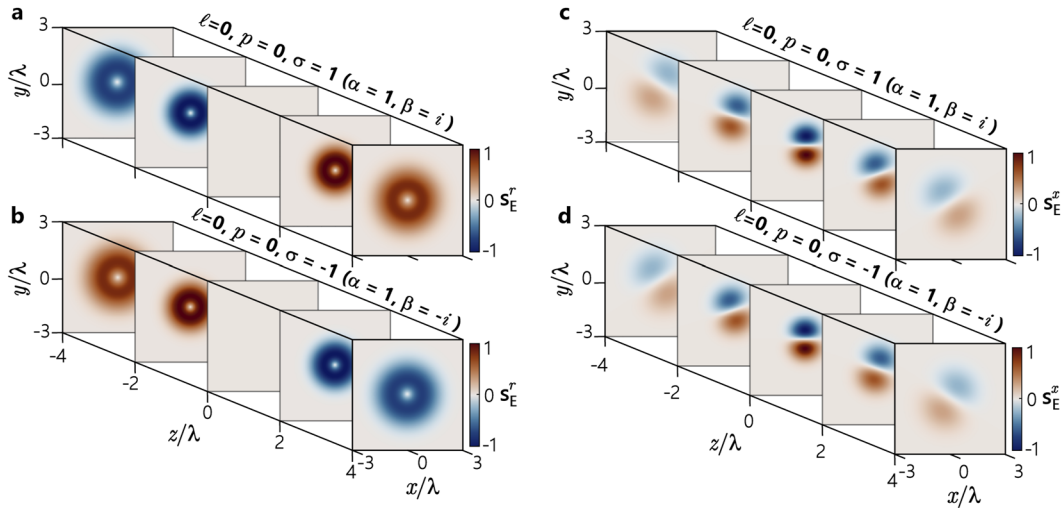 a
ℓ=0, p = 0, σ = 1 (α = 1, β = i )
3
0
-3
y/λ
1
0
-1
S_E^r
b
ℓ=0, p = 0, σ = -1 (α = 1, β = -i )
3
0
-3
y/λ
1
0
-1
S_E^r
-4
-2
0
2
4
z/λ
-3
0
3
x/λ
c
ℓ=0, p = 0, σ = 1 (α = 1, β = i )
3
0
-3
y/λ
1
0
-1
S_E^x
d
ℓ=0, p = 0, σ = -1 (α = 1, β = -i )
3
0
-3
y/λ
1
0
-1
S_E^x
-4
-2
0
2
4
z/λ
-3
0
3
x/λ